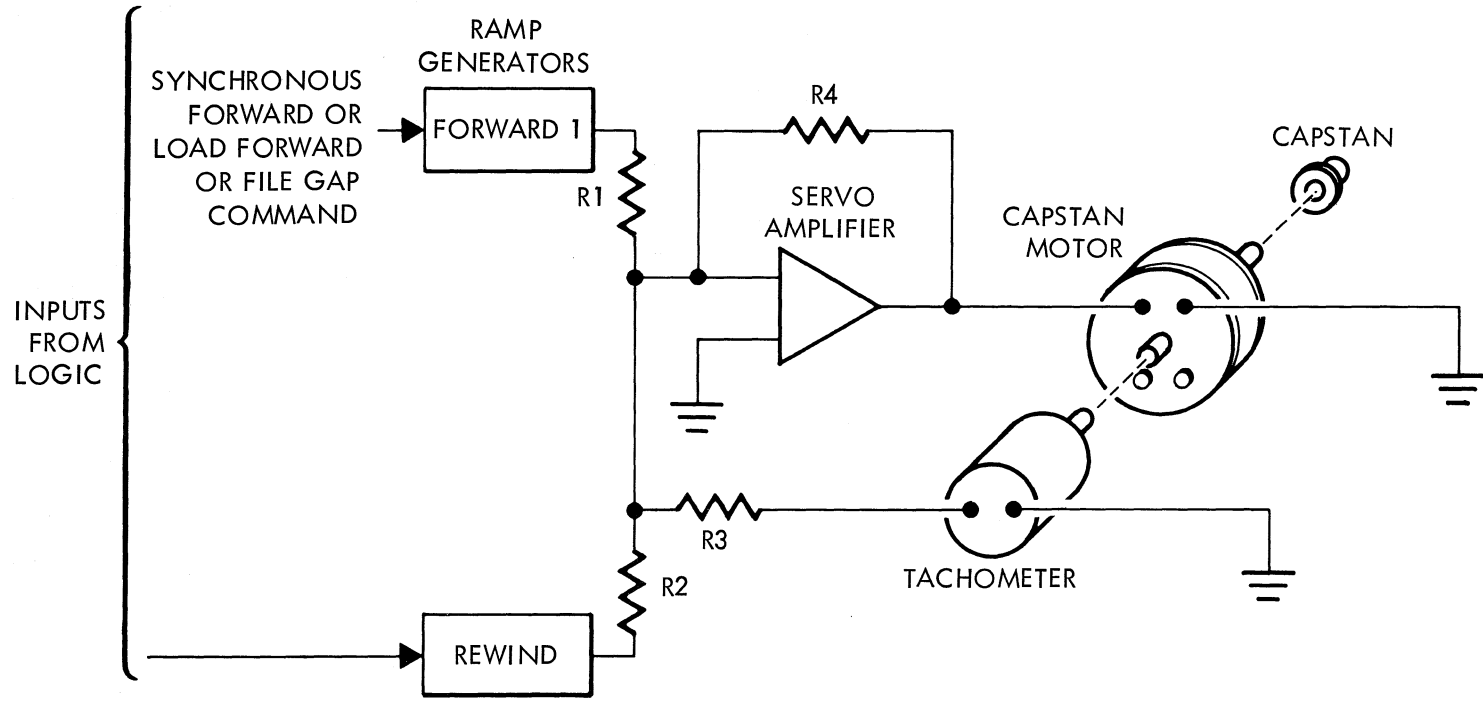 RAMP
GENERATORS
SYNCHRONOUS
FORWARD OR
LOAD FORWARD
OR FILE GAP
COMMAND
FORWARD 1
R1
R4
SERVO
AMPLIFIER
CAPSTAN
MOTOR
CAPSTAN
INPUTS
FROM
LOGIC
R3
TACHOMETER
R2
REWIND